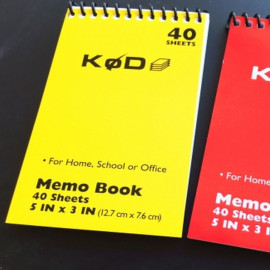 40
SHEETS
KØD
• For Home, School or Office
Memo Book
40 Sheets
5 IN x 3 IN (12.7 cm x 7.6 cm)
K
• For Home,
Memo
40 Sheets
5 IN x 3 I